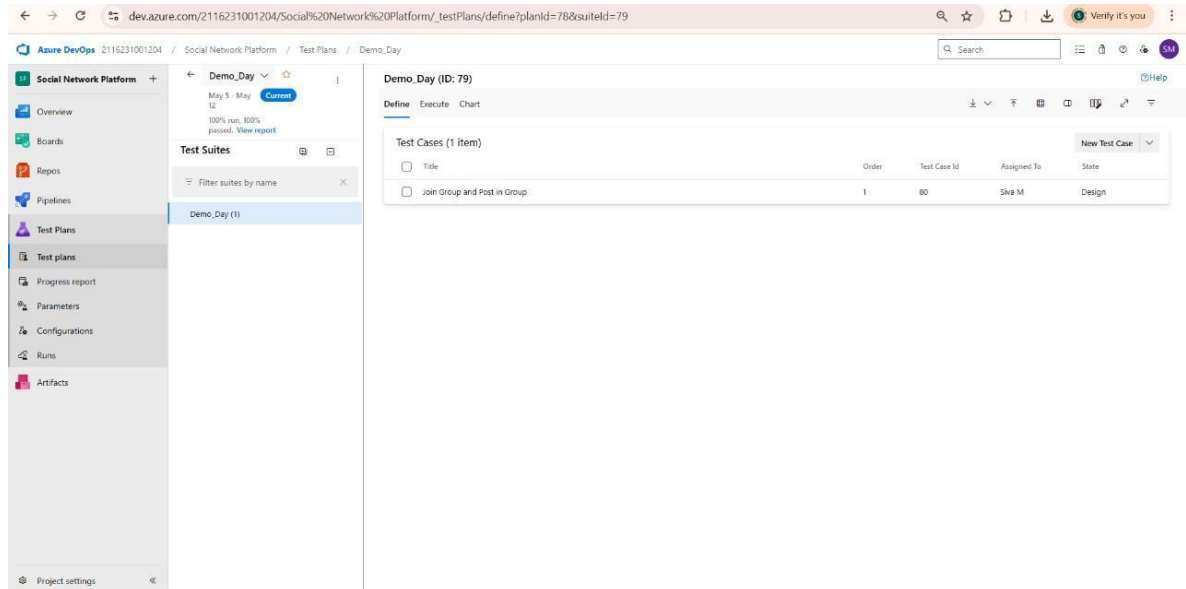 dev.azure.com/2116231001204/Social%20Network%20Platform/_testPlans/define?planId=78&suiteId=79
S Verify it's you
Azure DevOps 2116231001204 / Social Network Platform / Test Plans / Demo_Day
Search
SM
SP Social Network Platform +
Overview
Boards
Repos
Pipelines
Test Plans
Test plans
Progress report
Parameters
Configurations
Runs
Artifacts
Project settings
Demo_Day
May 5 - May
12
Current
100% run, 100%
passed. View report
Test Suites
Filter suites by name
Demo_Day (1)
Demo_Day (ID: 79)
Help
Define Execute Chart
Test Cases (1 item)
New Test Case
Title Order Test Case Id Assigned To State
Join Group and Post in Group 1 80 Siva M Design